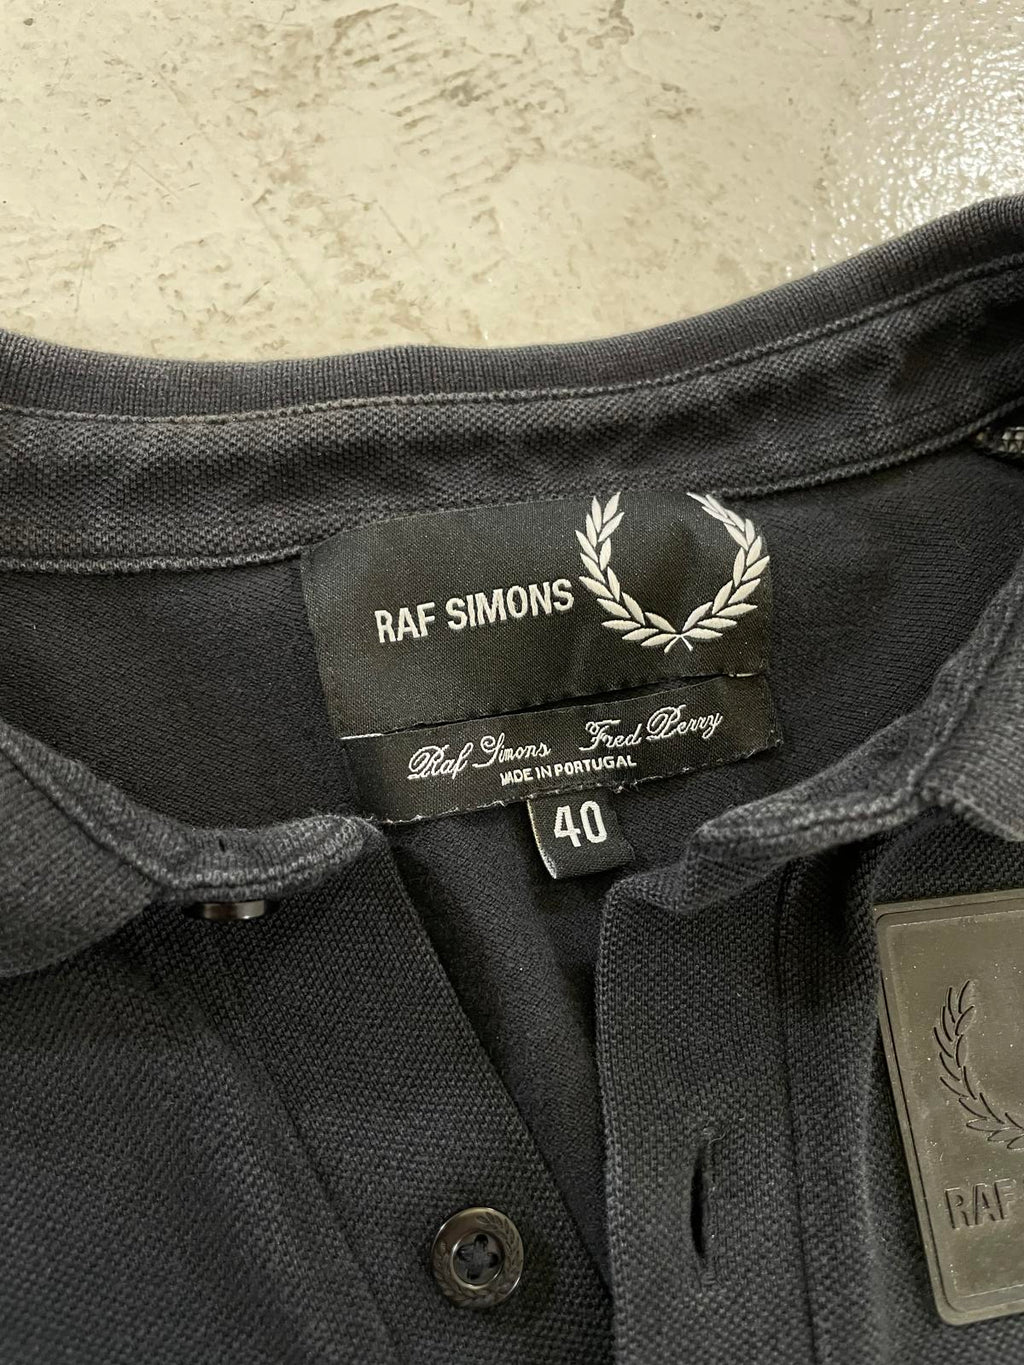 RAF SIMONS
Raf Simons Fred Perry
MADE IN PORTUGAL
40
RAF